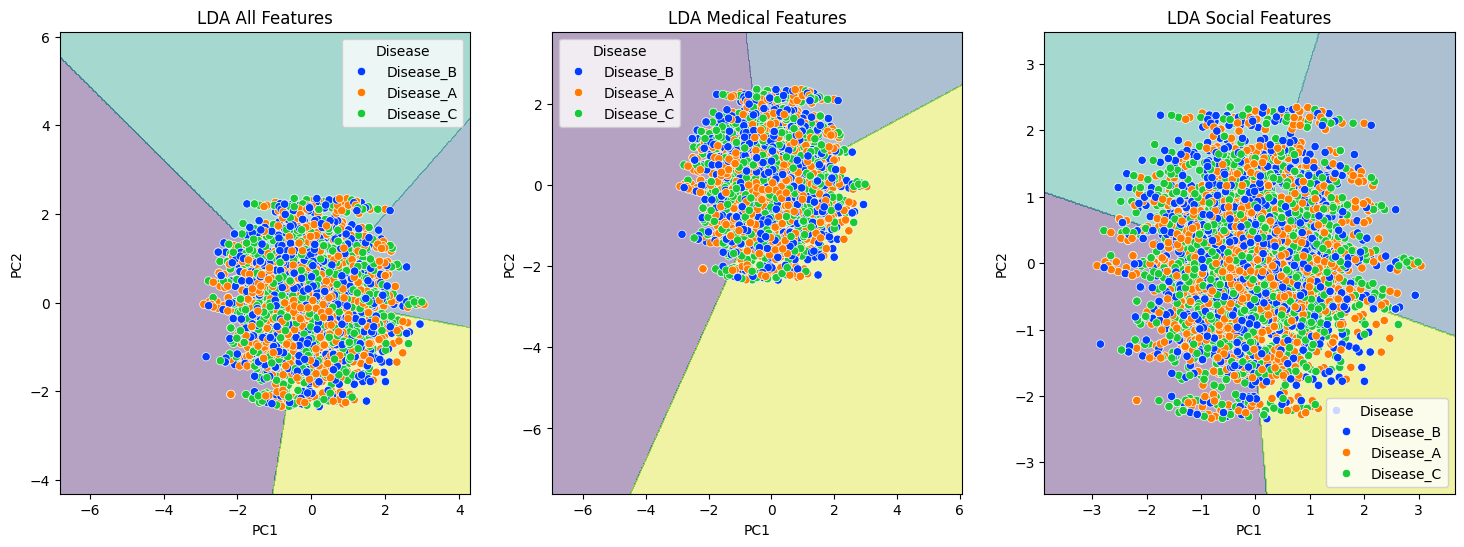 LDA All Features
Disease
Disease_B
Disease_A
Disease_C
6
4
2
0
−2
−4
PC2
−6
−4
−2
0
2
4
PC1
LDA Medical Features
Disease
Disease_B
Disease_A
Disease_C
2
0
−2
−4
−6
PC2
−6
−4
−2
0
2
4
6
PC1
LDA Social Features
3
2
1
0
−1
−2
−3
PC2
Disease
Disease_B
Disease_A
Disease_C
−3
−2
−1
0
1
2
3
PC1